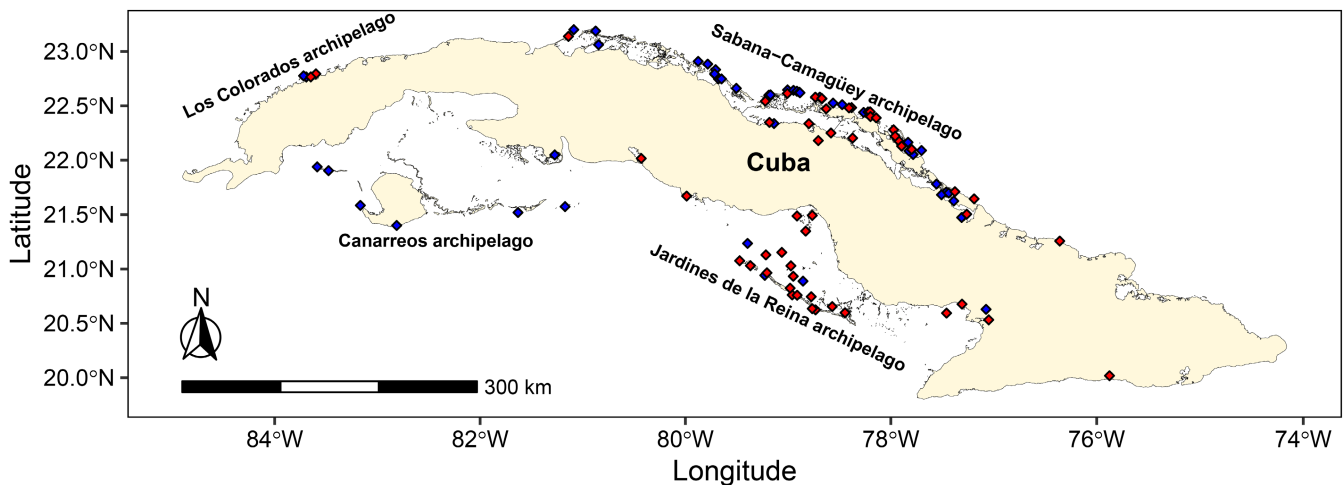 Los Colorados archipelago
Sabana−Camagüey archipelago
Cuba
Canarreos archipelago
Jardines de la Reina archipelago
N
300 km
23.0°N
22.5°N
22.0°N
21.5°N
21.0°N
20.5°N
20.0°N
Latitude
84°W 82°W 80°W 78°W 76°W 74°W
Longitude